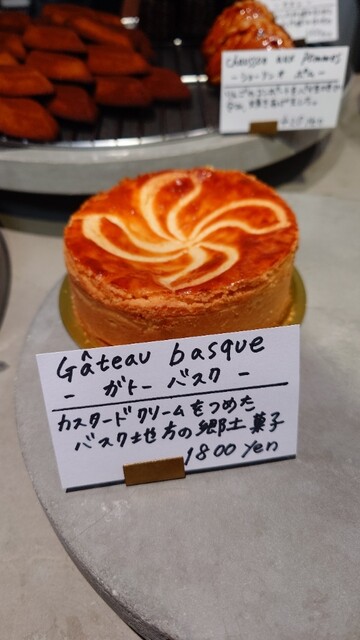 chausson aux pommes
- ショーソン オ ポム -
Gâteau basque
- ガトー バスク -
カスタードクリームをつめた
バスク地方の郷土菓子
1800 yen